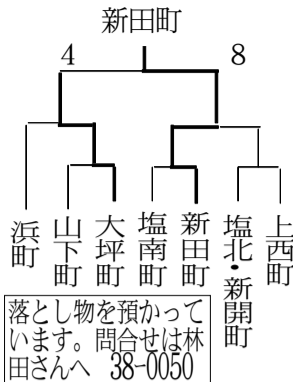 新田町
4 8
浜町
山下町
大坪町
塩南町
新田町
塩北・新開町
上西町
落とし物を預かって
います。問合せは林
田さんへ 38-0050